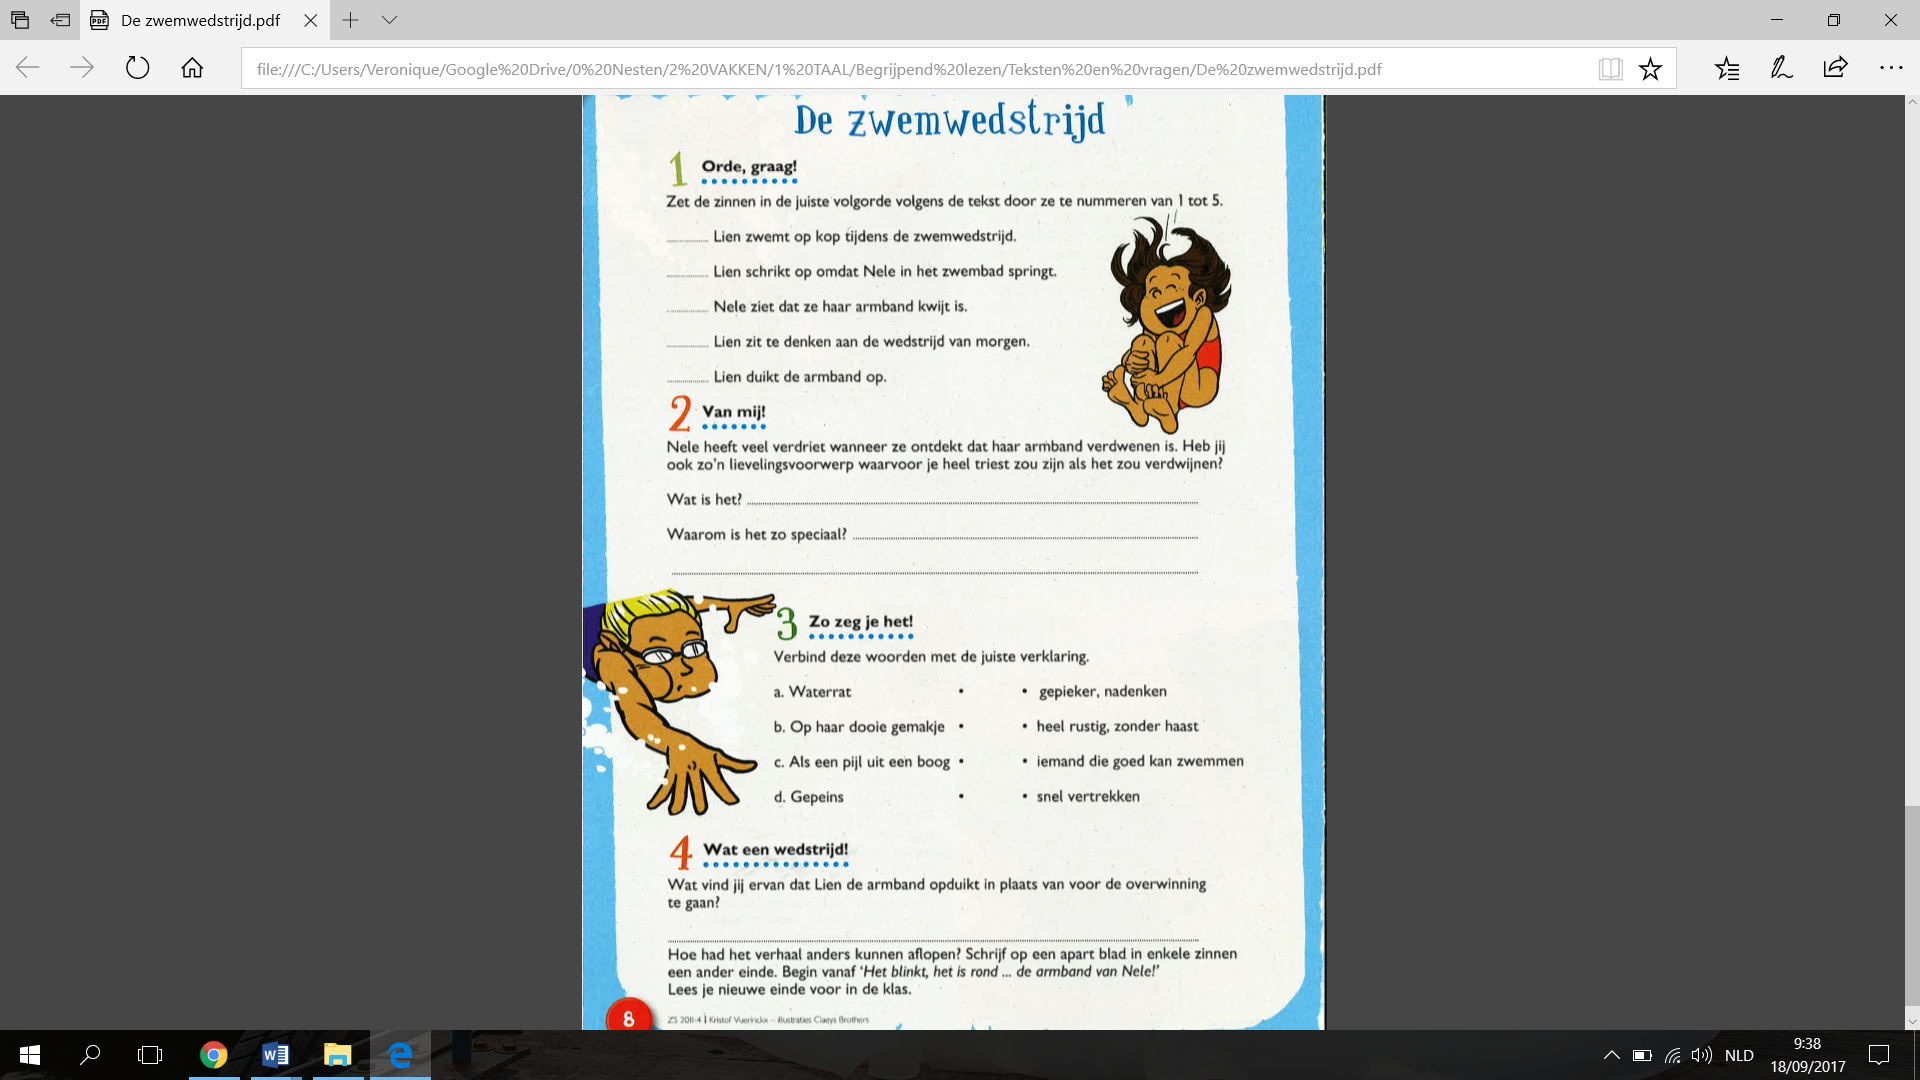 De zwemwedstrijd.pdf
file:///C:/Users/Veronique/Google%20Drive/0%20Nesten/2%20VAKKEN/1%20TAAL/Begrijpend%20lezen/Teksten%20en%20vragen/De%20zwemwedstrijd.pdf
De zwemwedstrijd
1 Orde, graag!
Zet de zinnen in de juiste volgorde volgens de tekst door ze te nummeren van 1 tot 5.
Lien zwemt op kop tijdens de zwemwedstrijd.
Lien schrikt op omdat Nele in het zwembad springt.
Nele ziet dat ze haar armband kwijt is.
Lien zit te denken aan de wedstrijd van morgen.
Lien duikt de armband op.
2 Van mij!
Nele heeft veel verdriet wanneer ze ontdekt dat haar armband verdwenen is. Heb jij
ook zo'n lievelingsvoorwerp waarvoor je heel triest zou zijn als het zou verdwijnen?
Wat is het?
Waarom is het zo speciaal?
3 Zo zeg je het!
Verbind deze woorden met de juiste verklaring.
a. Waterrat • • gepieker, nadenken
b. Op haar dooie gemakje • • heel rustig, zonder haast
c. Als een pijl uit een boog • • iemand die goed kan zwemmen
d. Gepeins • • snel vertrekken
4 Wat een wedstrijd!
Wat vind jij ervan dat Lien de armband opduikt in plaats van voor de overwinning
te gaan?
Hoe had het verhaal anders kunnen aflopen? Schrijf op een apart blad in enkele zinnen
een ander einde. Begin vanaf 'Het blinkt, het is rond ... de armband van Nele!'
Lees je nieuwe einde voor in de klas.
8 ZS 2011-4 | Kristof Vuerinckx – illustraties Claeys Brothers
NLD
9:38
18/09/2017